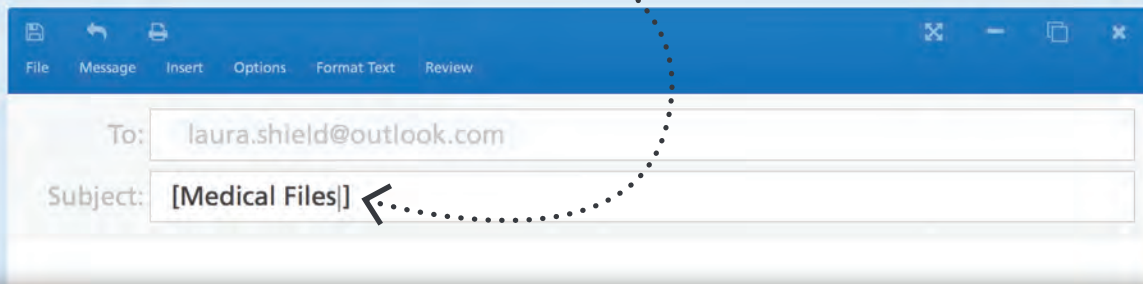 File Message Insert Options Format Text Review
To: laura.shield@outlook.com
Subject: [Medical Files|]